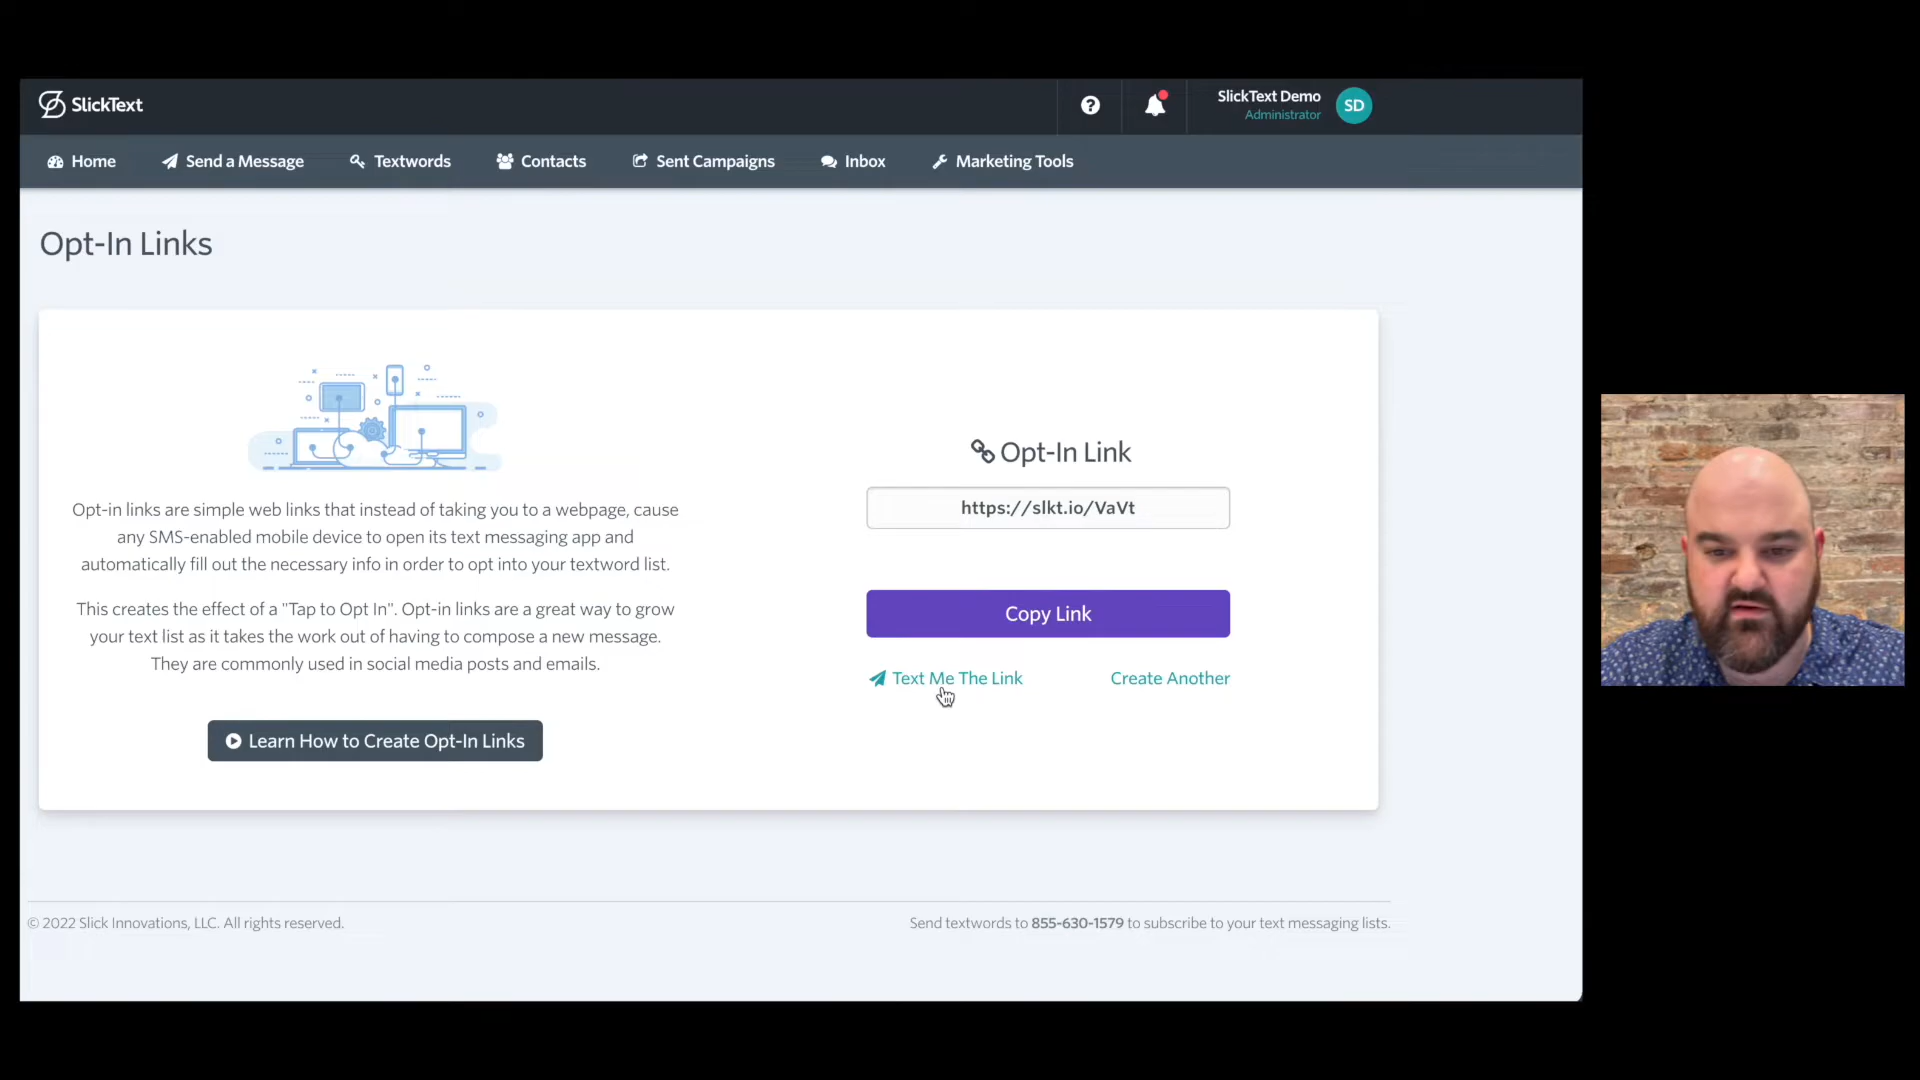 SlickText
SlickText Demo
Administrator
SD
Home
Send a Message
Textwords
Contacts
Sent Campaigns
Inbox
Marketing Tools
Opt-In Links
Opt-in links are simple web links that instead of taking you to a webpage, cause
any SMS-enabled mobile device to open its text messaging app and
automatically fill out the necessary info in order to opt into your textword list.
This creates the effect of a "Tap to Opt In". Opt-in links are a great way to grow
your text list as it takes the work out of having to compose a new message.
They are commonly used in social media posts and emails.
Learn How to Create Opt-In Links
Opt-In Link
https://slkt.io/VaVt
Copy Link
Text Me The Link
Create Another
© 2022 Slick Innovations, LLC. All rights reserved.
Send textwords to 855-630-1579 to subscribe to your text messaging lists.